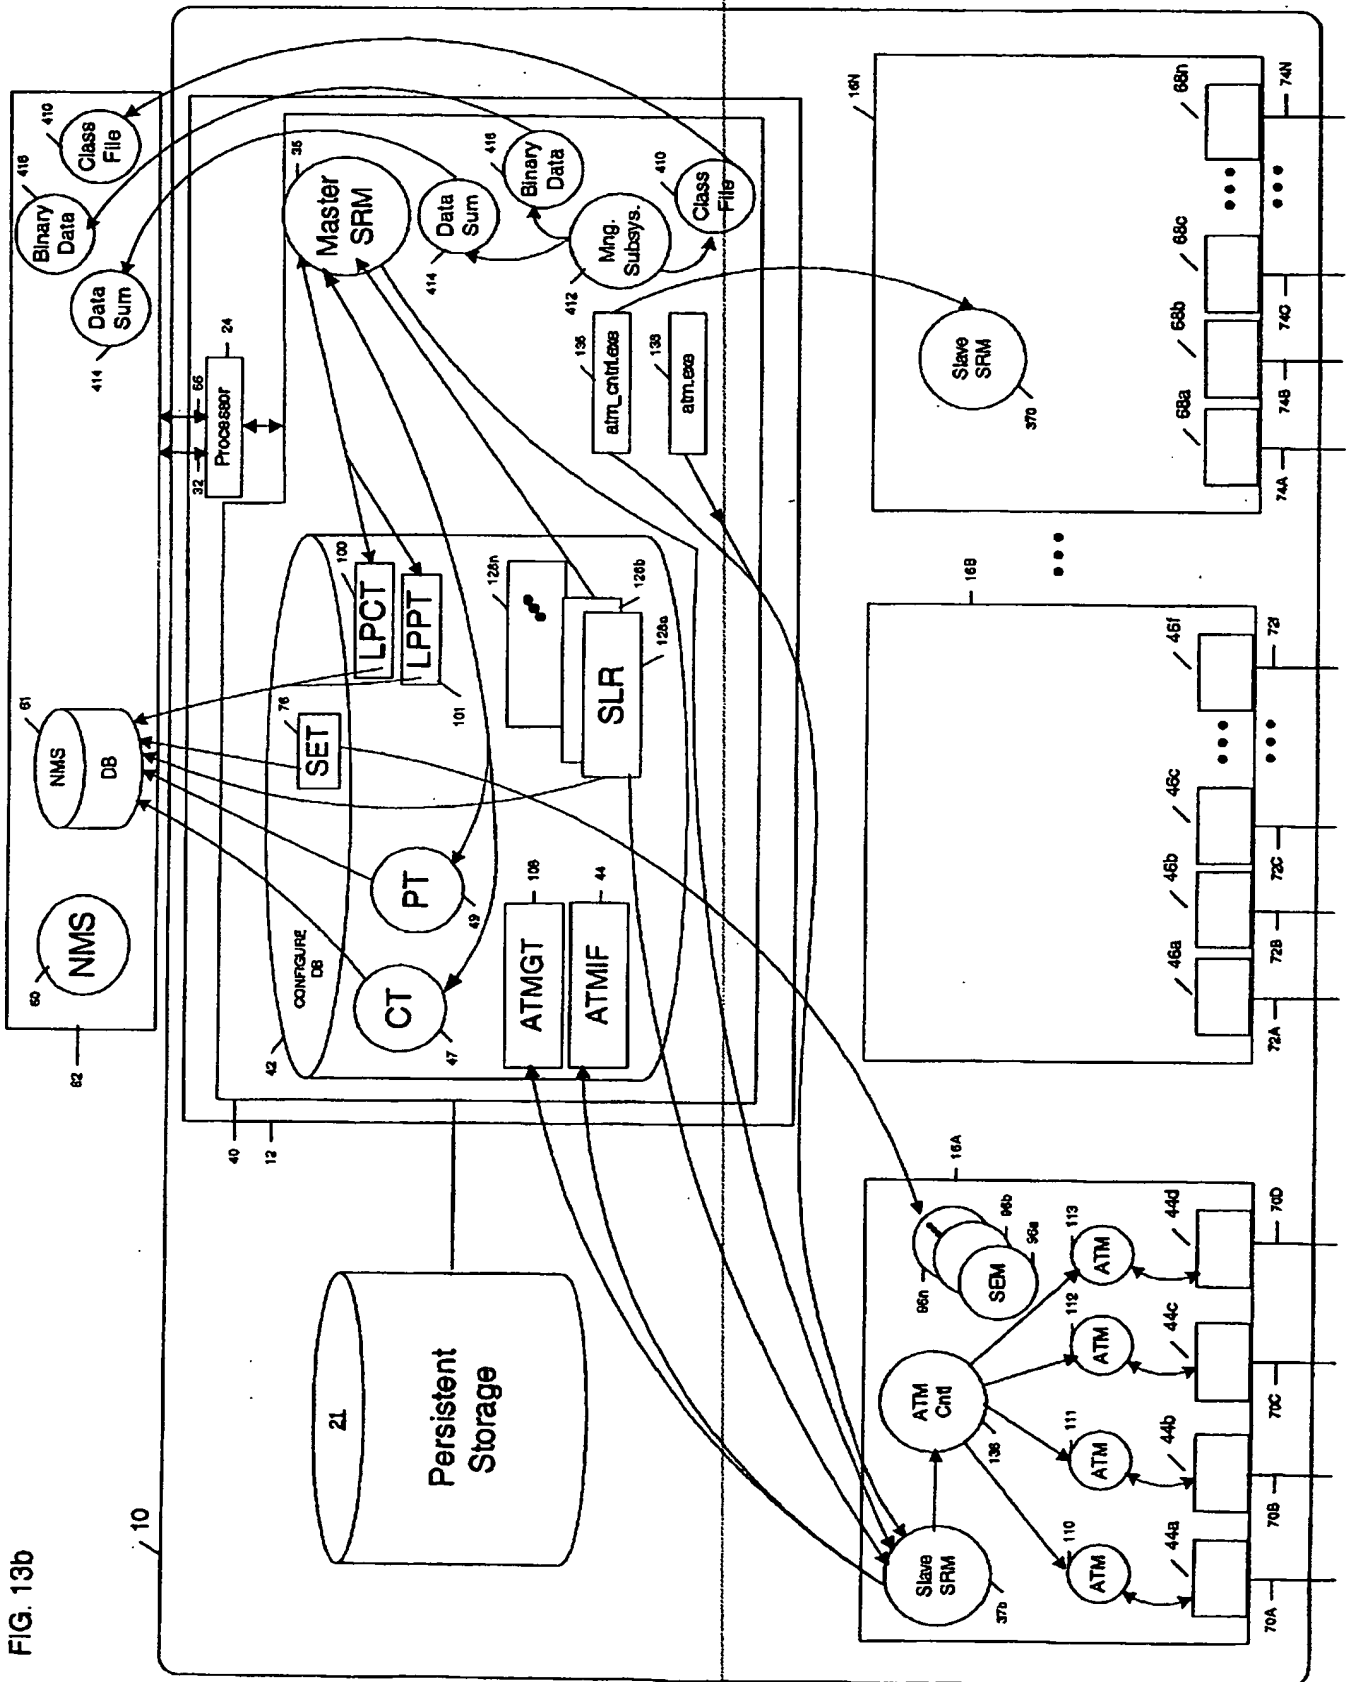 FIG. 13b
10
62
60
NMS
61
NMS
DB
414
Data
Sum
416
Binary
Data
410
Class
File
21
Persistent
Storage
40
12
42
CONFIGURE
DB
32
66
24
Processor
CT
47
PT
49
76
SET
100
LPCT
LPPT
101
ATMGT
108
ATMIF
44
128n
128b
128a
SLR
35
Master
SRM
Data
Sum
414
416
Binary
Data
Mng.
Subsys.
412
410
Class
File
136
atm_cntrl.exe
138
atm.exe
16A
Slave
SRM
37b
ATM
Cntl
136
SEM
96n
96b
96a
110
ATM
111
ATM
112
ATM
113
ATM
44a
44b
44c
44d
70A
70B
70C
70D
16B
46a
46b
46c
46f
72A
72B
72C
72f
16N
Slave
SRM
370
68a
68b
68c
68n
74A
74B
74C
74N